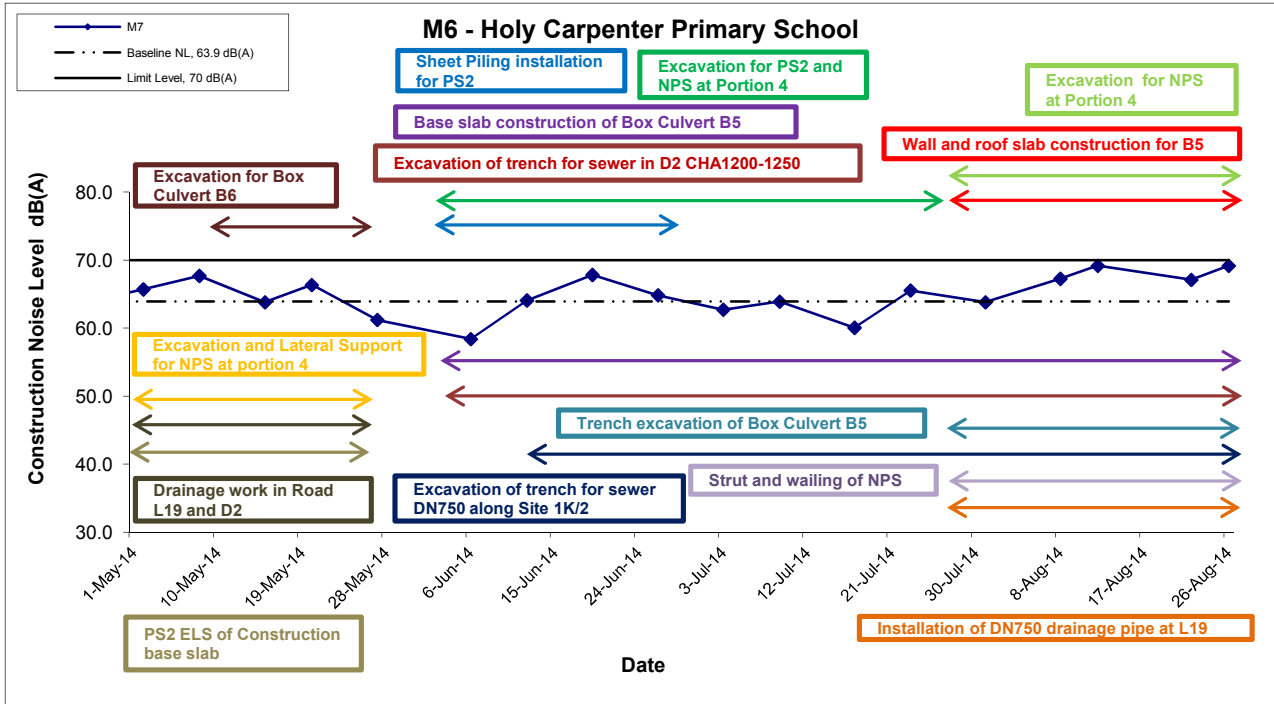 M6 - Holy Carpenter Primary School
M7
Baseline NL, 63.9 dB(A)
Limit Level, 70 dB(A)
Sheet Piling installation
for PS2
Excavation for PS2 and
NPS at Portion 4
Excavation for NPS
at Portion 4
Base slab construction of Box Culvert B5
Wall and roof slab construction for B5
Excavation of trench for sewer in D2 CHA1200-1250
Excavation for Box
Culvert B6
Construction Noise Level dB(A)
80.0
70.0
60.0
50.0
40.0
30.0
Excavation and Lateral Support
for NPS at portion 4
Trench excavation of Box Culvert B5
Drainage work in Road
L19 and D2
Excavation of trench for sewer
DN750 along Site 1K/2
Strut and wailing of NPS
1-May-14
10-May-14
19-May-14
28-May-14
6-Jun-14
15-Jun-14
24-Jun-14
3-Jul-14
12-Jul-14
21-Jul-14
30-Jul-14
8-Aug-14
17-Aug-14
26-Aug-14
PS2 ELS of Construction
base slab
Installation of DN750 drainage pipe at L19
Date